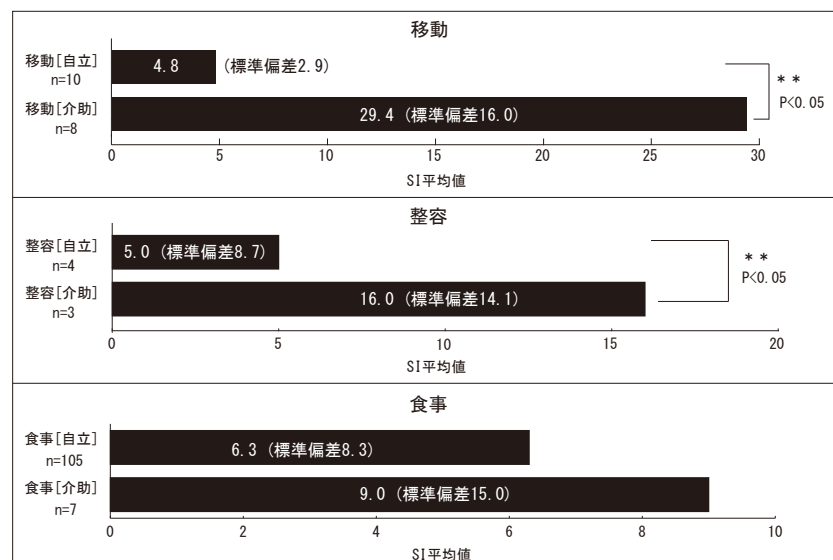 移動
移動[自立]
n=10
4.8 (標準偏差2.9)
移動[介助]
n=8
29.4 (標準偏差16.0)
**
P<0.05
0 5 10 15 20 25 30
SI平均値
整容
整容[自立]
n=4
5.0 (標準偏差8.7)
整容[介助]
n=3
16.0 (標準偏差14.1)
**
P<0.05
0 5 10 15 20
SI平均値
食事
食事[自立]
n=105
6.3 (標準偏差8.3)
食事[介助]
n=7
9.0 (標準偏差15.0)
0 2 4 6 8 10
SI平均値